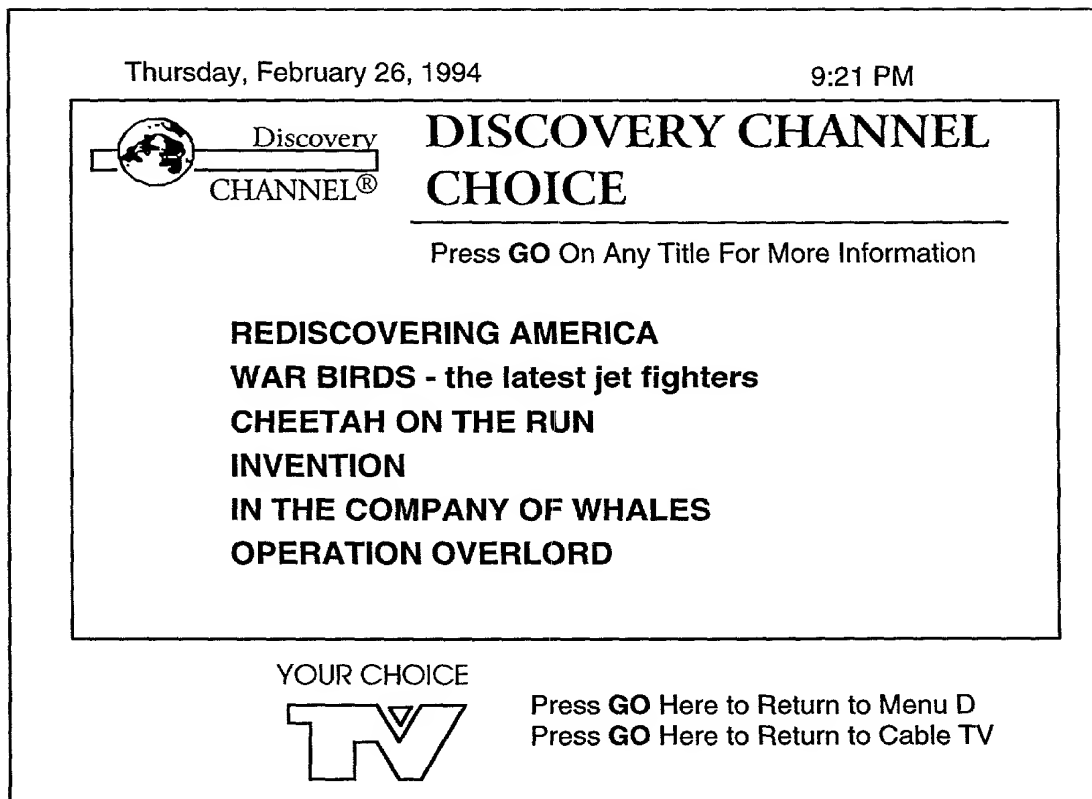 Thursday, February 26, 1994 9:21 PM
Discovery
CHANNEL®
DISCOVERY CHANNEL
CHOICE
Press GO On Any Title For More Information
REDISCOVERING AMERICA
WAR BIRDS - the latest jet fighters
CHEETAH ON THE RUN
INVENTION
IN THE COMPANY OF WHALES
OPERATION OVERLORD
YOUR CHOICE
TV
Press GO Here to Return to Menu D
Press GO Here to Return to Cable TV